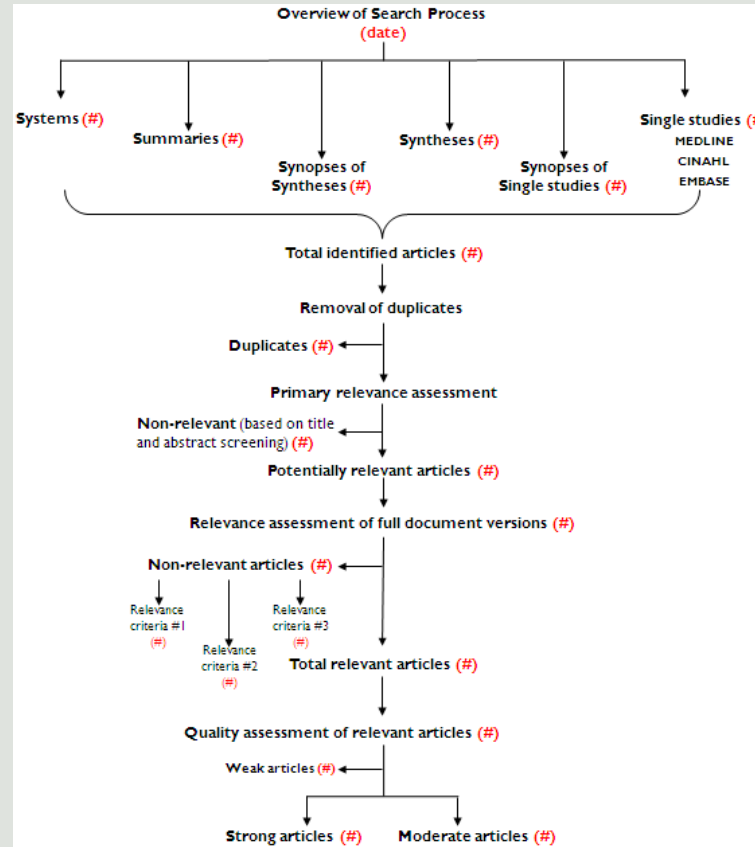 Overview of Search Process
(date)
Systems (#)
Summaries (#)
Synopses of
Syntheses (#)
Syntheses (#)
Synopses of
Single studies (#)
Single studies (#
MEDLINE
CINAHL
EMBASE
Total identified articles (#)
Removal of duplicates
Duplicates (#)
Primary relevance assessment
Non-relevant (based on title
and abstract screening) (#)
Potentially relevant articles (#)
Relevance assessment of full document versions (#)
Non-relevant articles (#)
Relevance
criteria #1
(#)
Relevance
criteria #2
(#)
Relevance
criteria #3
(#)
Total relevant articles (#)
Quality assessment of relevant articles (#)
Weak articles (#)
Strong articles (#)
Moderate articles (#)